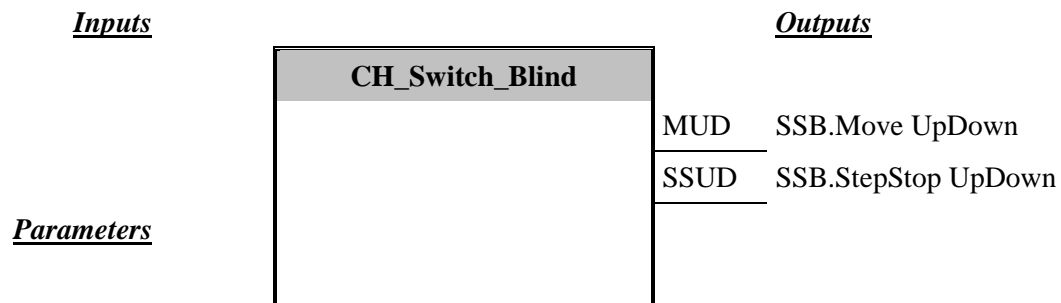 Inputs
Outputs
CH_Switch_Blind
MUD SSB.Move UpDown
SSUD SSB.StepStop UpDown
Parameters